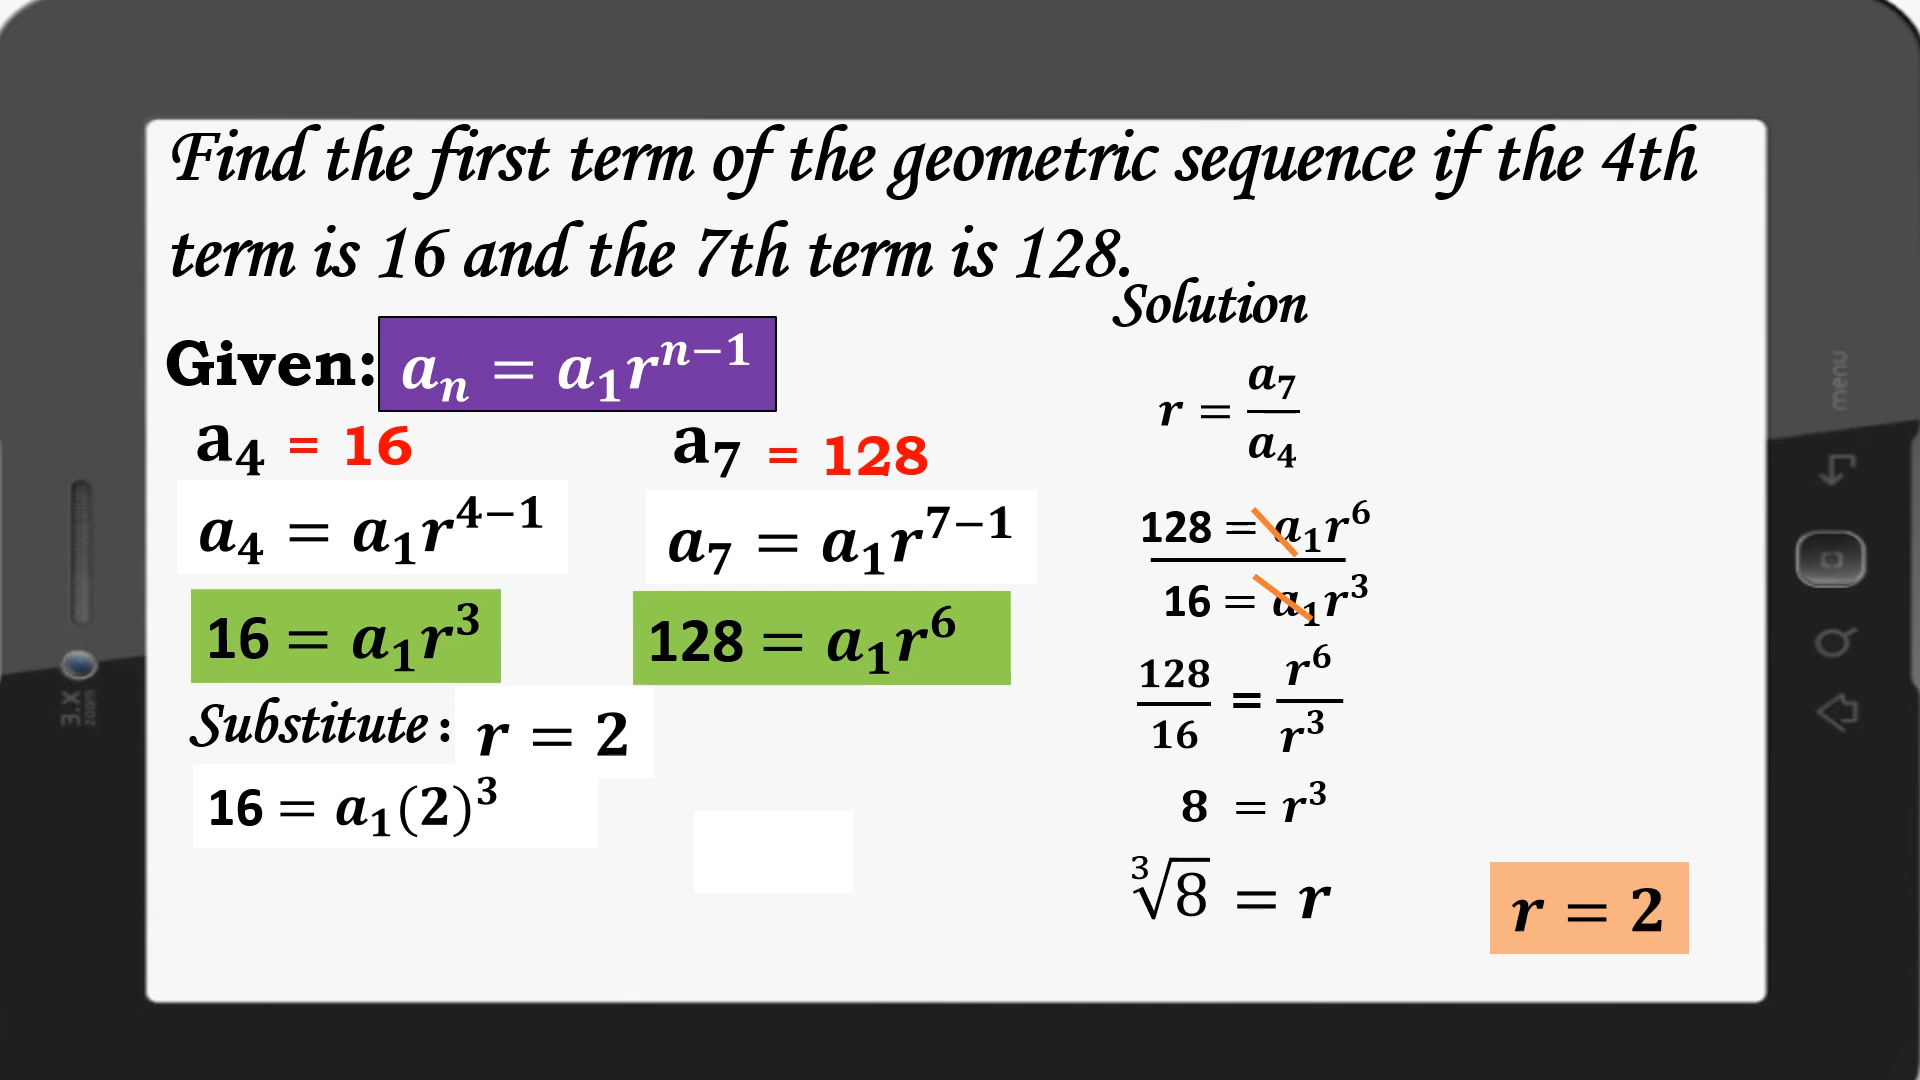 Find the first term of the geometric sequence if the 4th
term is 16 and the 7th term is 128.
Given: aₙ = a₁rⁿ⁻¹
a₄ = 16
a₇ = 128
a₄ = a₁r⁴⁻¹
a₇ = a₁r⁷⁻¹
16 = a₁r³
128 = a₁r⁶
Substitute : r = 2
16 = a₁(2)³
Solution
r = a₇/a₄
128 = a₁r⁶
16 = a₁r³
128/16 = r⁶/r³
8 = r³
³√8 = r
r = 2
menu
3.X
zoom